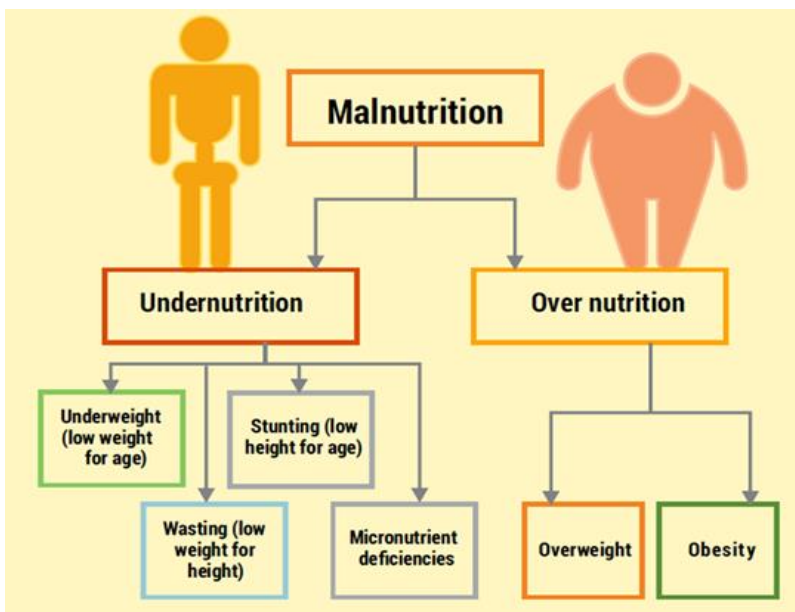 Malnutrition
Undernutrition
Over nutrition
Underweight
(low weight
for age)
Stunting (low
height for age)
Wasting (low
weight for
height)
Micronutrient
deficiencies
Overweight
Obesity